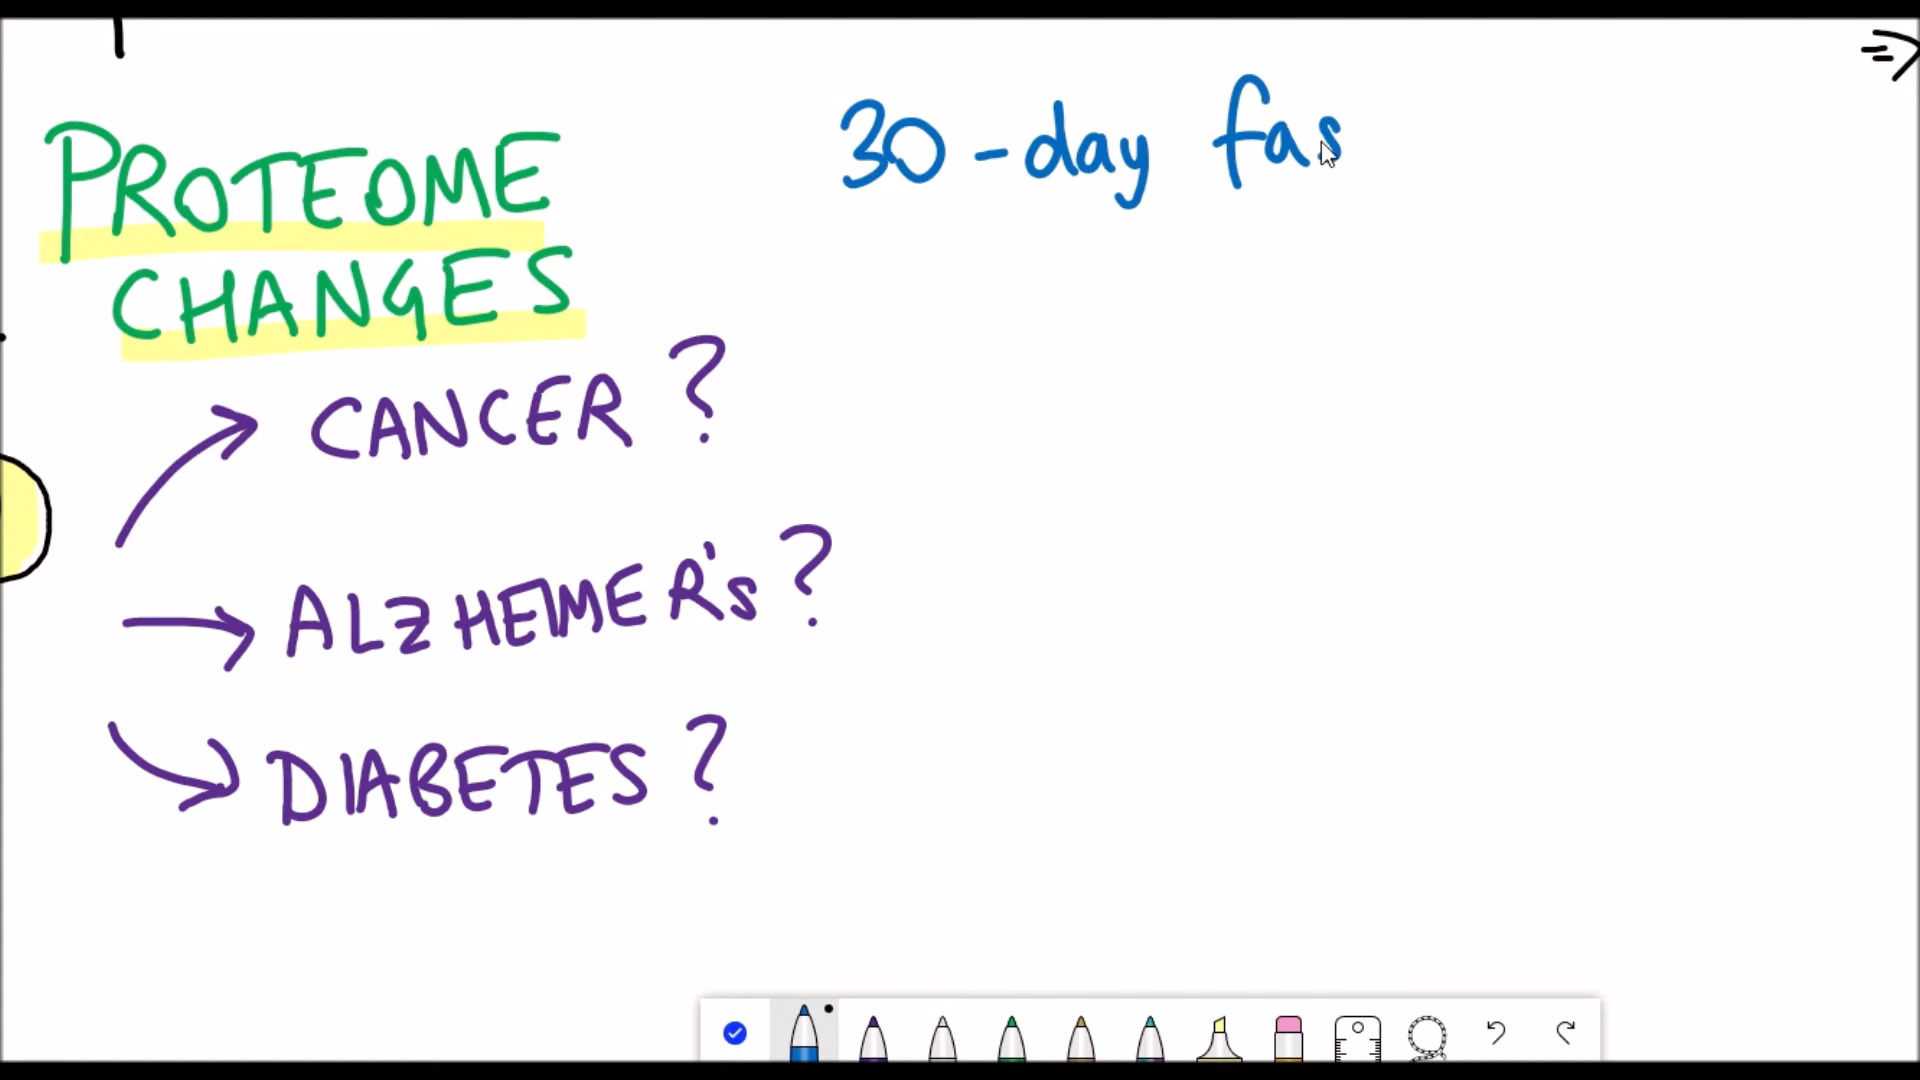 PROTEOME
CHANGES
CANCER?
ALZHEIMER's?
DIABETES?
30-day fas